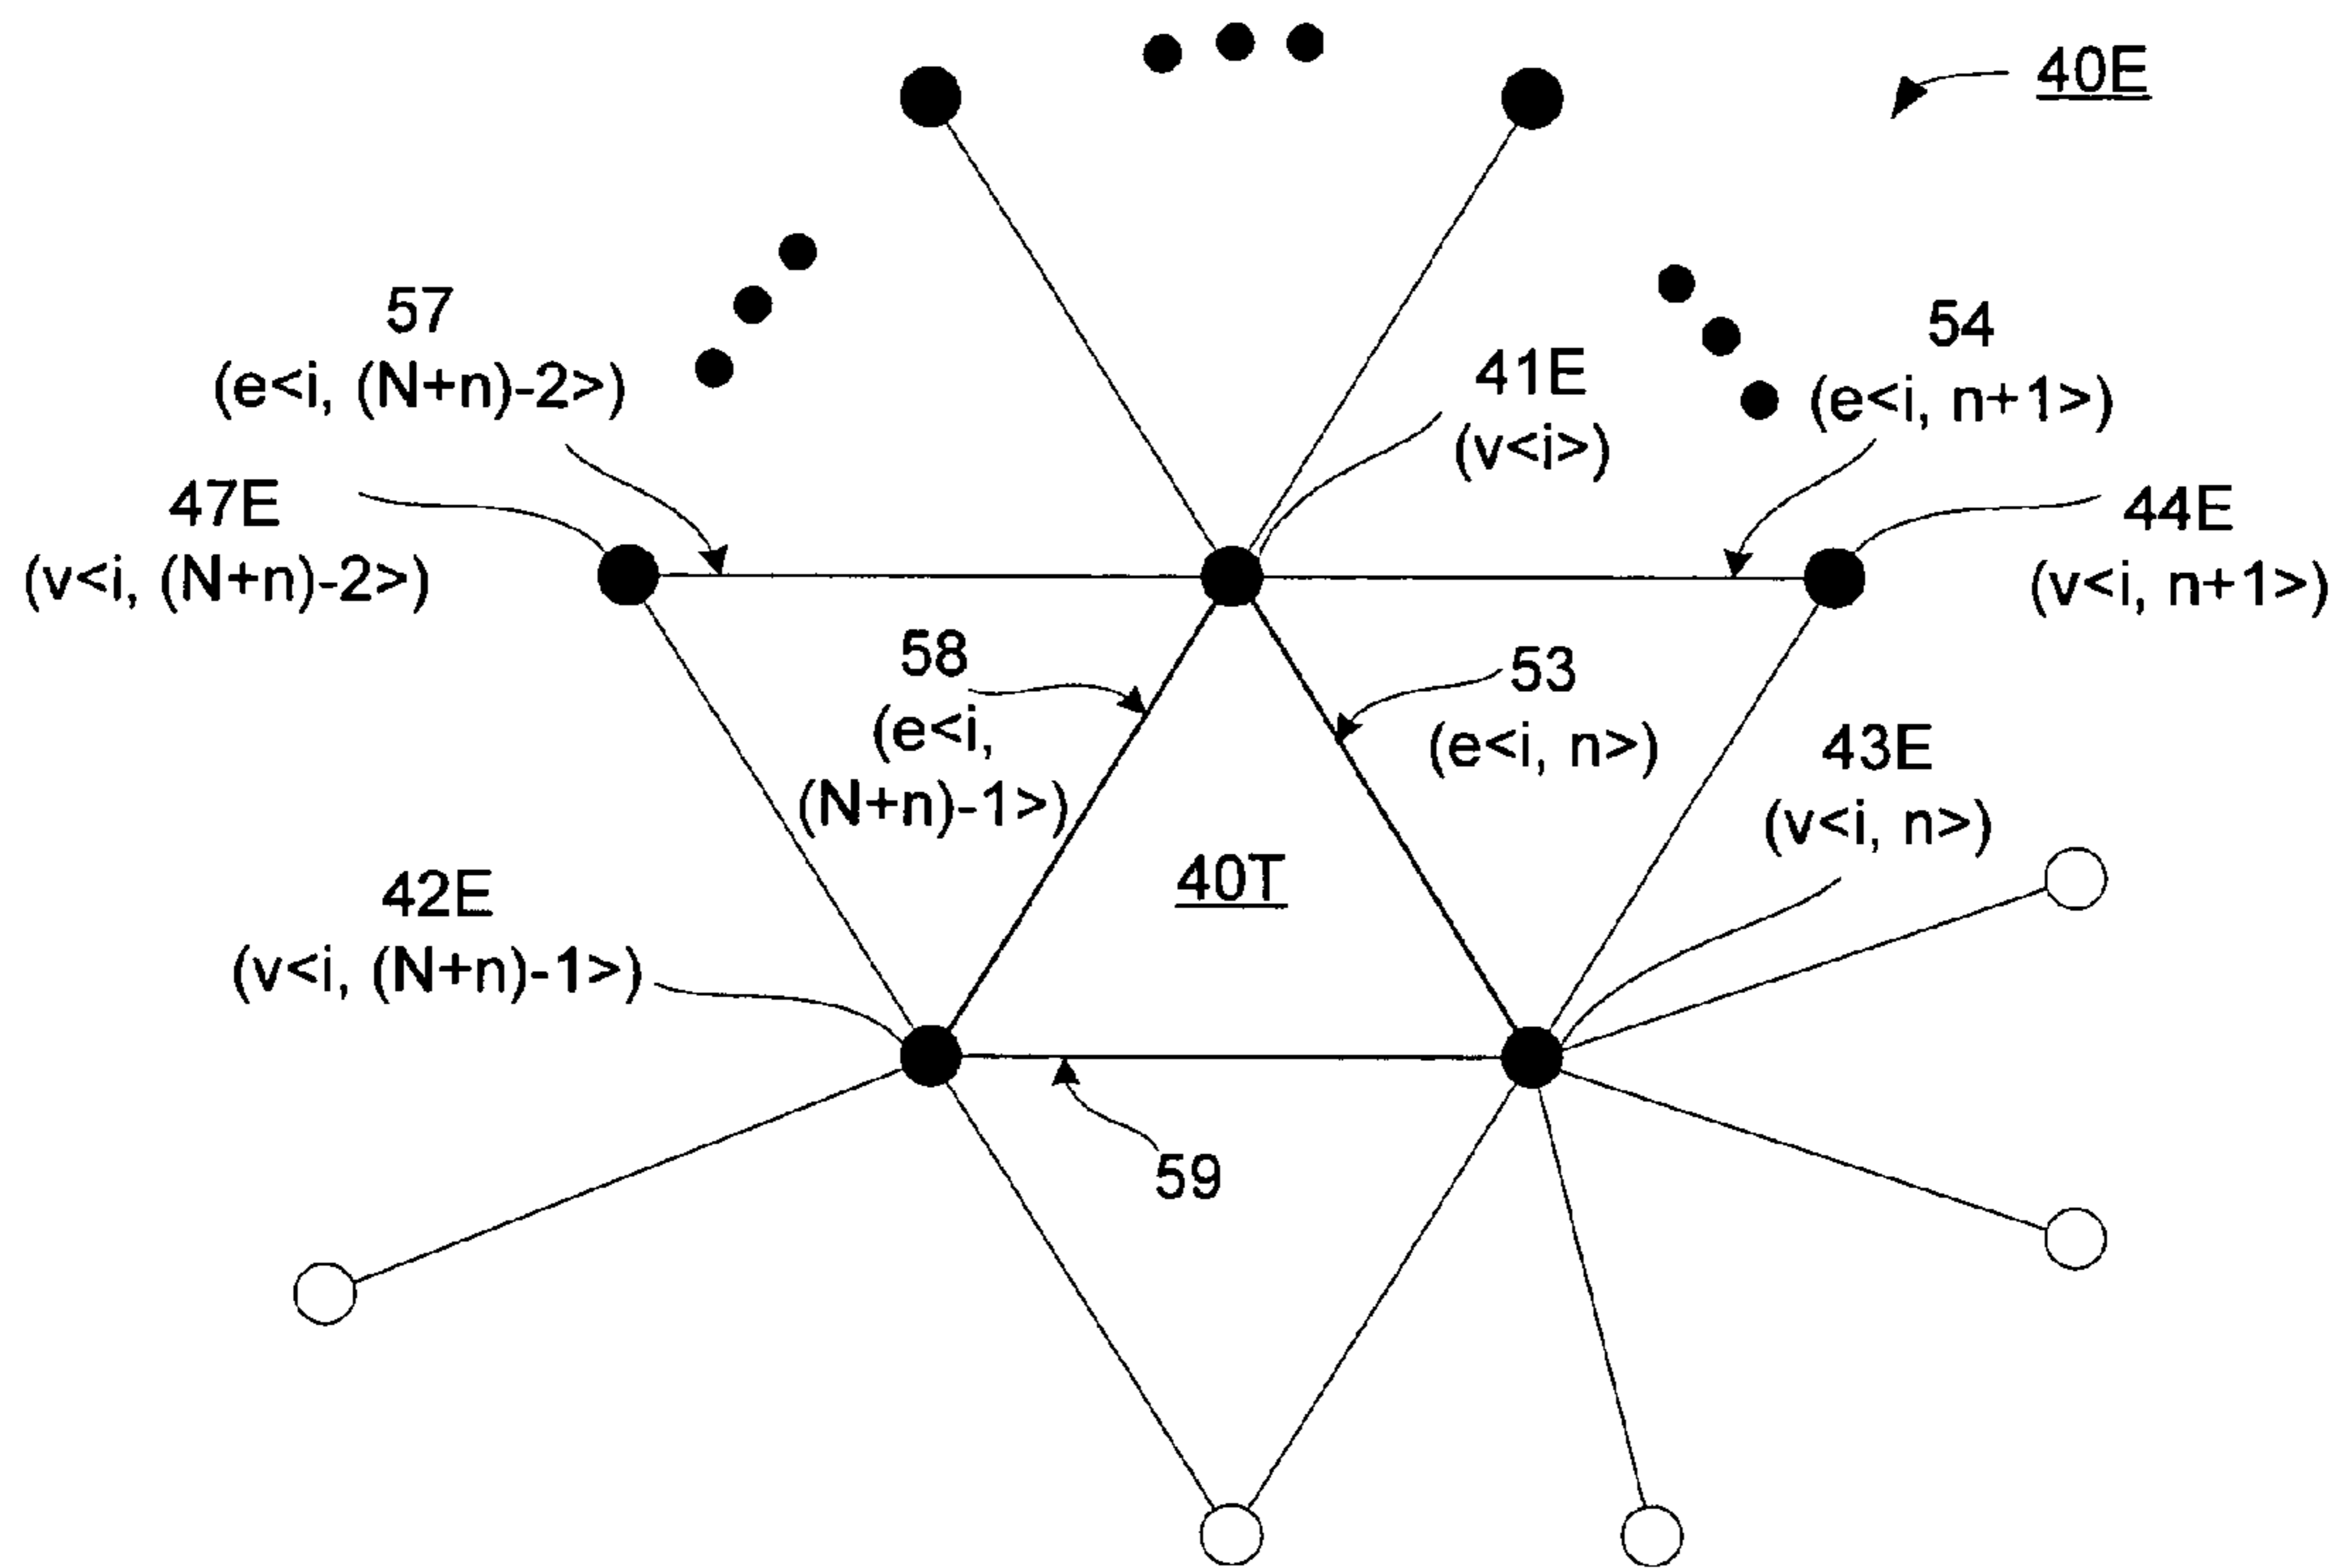 40E
57
(e<i, (N+n)-2>)
54
(e<i, n+1>)
41E
(v<i>)
47E
(v<i, (N+n)-2>)
44E
(v<i, n+1>)
58
(e<i,
(N+n)-1>)
53
(e<i, n>)
43E
(v<i, n>)
40T
42E
(v<i, (N+n)-1>)
59